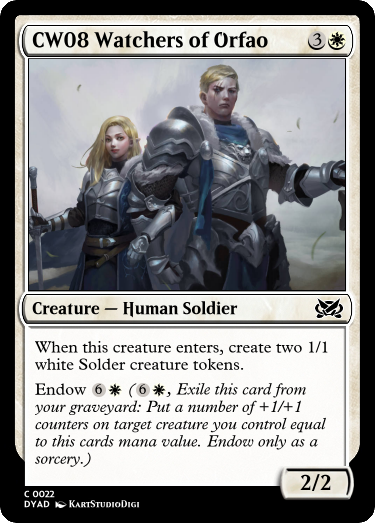 CW08 Watchers of Orfao 3
Creature — Human Soldier
When this creature enters, create two 1/1
white Solder creature tokens.
Endow 6 (6, Exile this card from
your graveyard: Put a number of +1/+1
counters on target creature you control equal
to this cards mana value. Endow only as a
sorcery.)
2/2
C 0022
DYAD KartStudioDigi